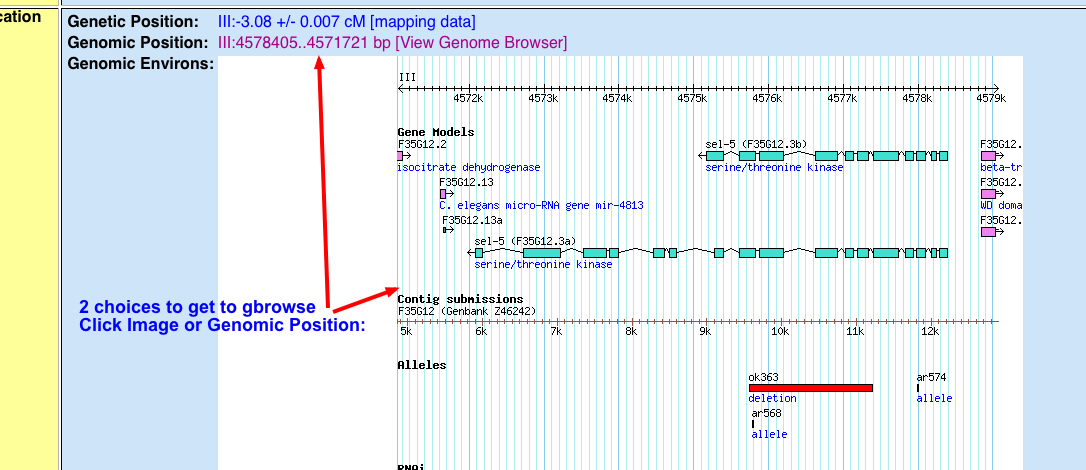 cation
Genetic Position: III:-3.08 +/- 0.007 cM [mapping data]
Genomic Position: III:4578405..4571721 bp [View Genome Browser]
Genomic Environs:
III
4572k 4573k 4574k 4575k 4576k 4577k 4578k 4579k
Gene Models
F35G12.2 sel-5 (F35G12.3b) F35G12.
isocitrate dehydrogenase serine/threonine kinase beta-tr
F35G12.13 F35G12.
C. elegans micro-RNA gene mir-4813 WD doma
F35G12.13a F35G12.
sel-5 (F35G12.3a)
serine/threonine kinase
2 choices to get to gbrowse
Click Image or Genomic Position:
Contig submissions
F35G12 (Genbank Z46242)
5k 6k 7k 8k 9k 10k 11k 12k
Alleles
ok363 ar574
deletion allele
ar568
allele
RNAi